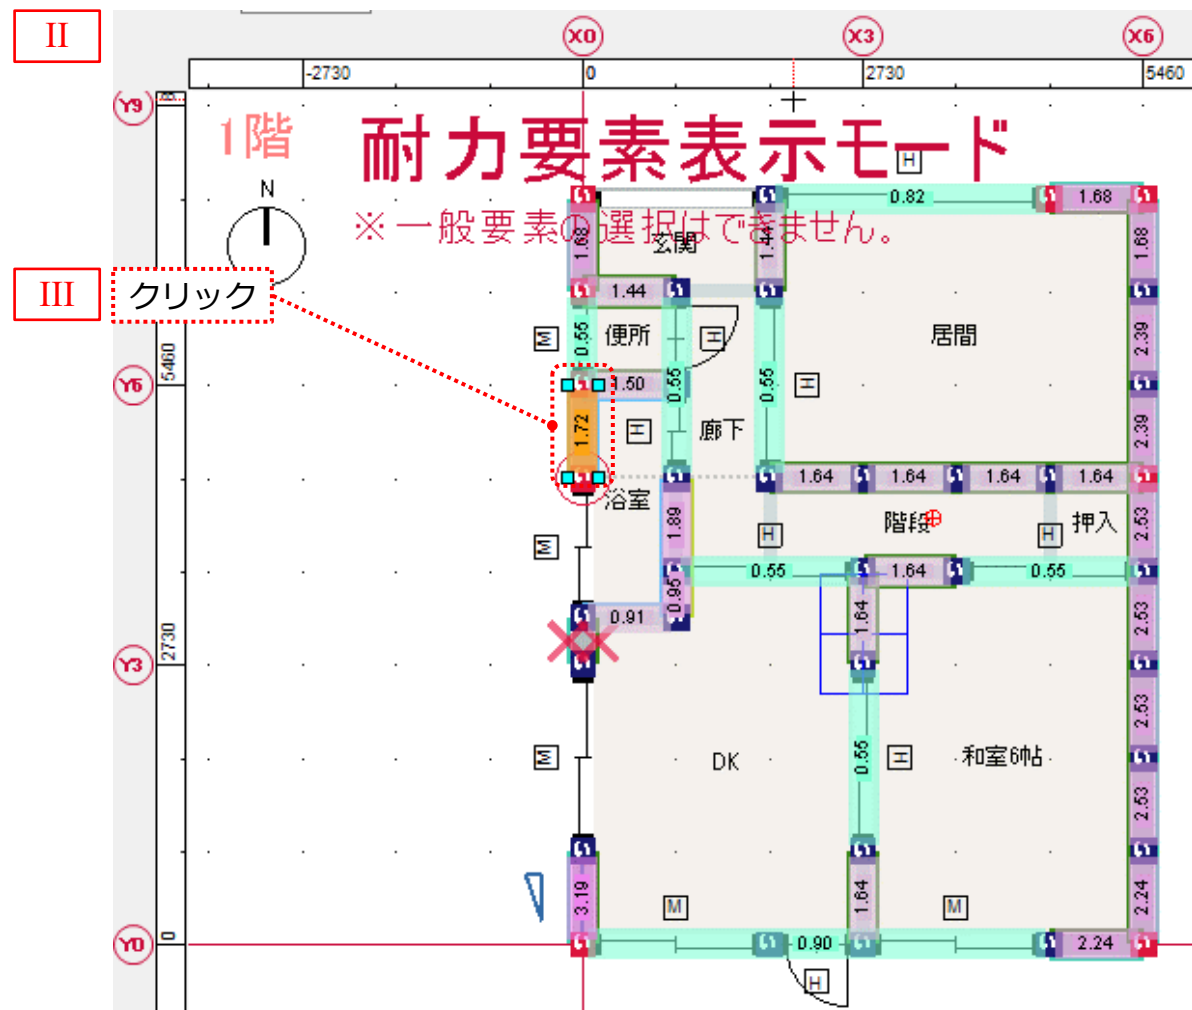 II
X0 X3 X6
-2730 0 2730 5460
Y9
1階
耐力要素表示モード
※一般要素の選択はできません。
N
H
0.82
1.68
1.68
1.44
1.68
玄関
III
クリック
1.44
M
0.55
便所
H
居間
2.39
Y6
5460
1.50
0.55
0.55
H
1.72
H
廊下
2.39
1.64
1.64
1.64
1.64
浴室
1.89
階段
押入
2.53
M
H
H
0.55
1.64
0.55
0.95
0.91
1.64
2.53
Y3
2730
2.53
M
DK
0.55
H
和室6帖
2.53
3.19
M
1.64
M
2.24
Y0
0
0.90
2.24
H